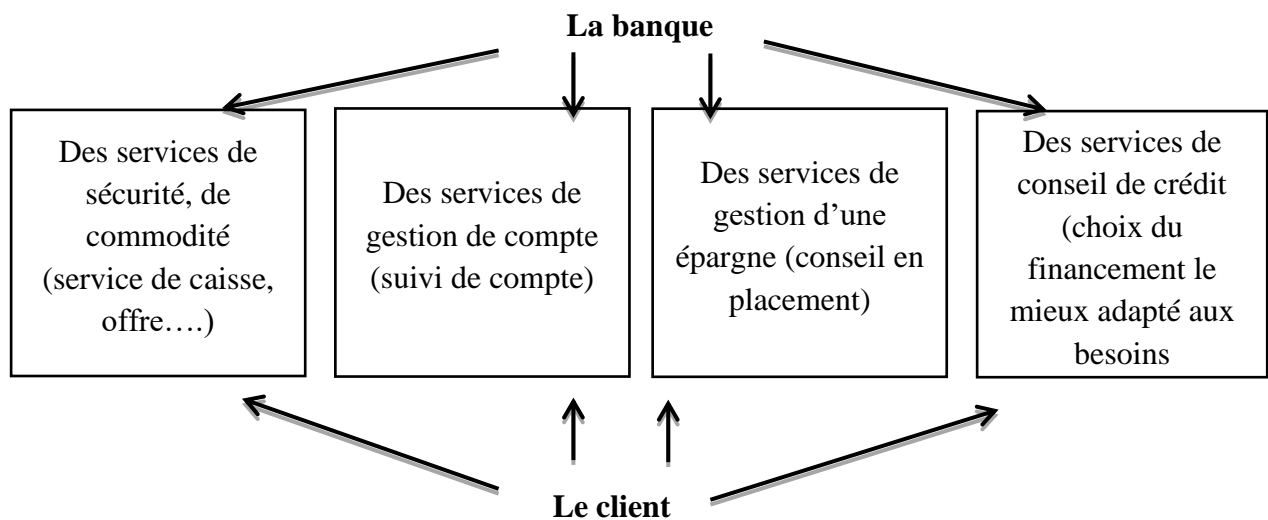 La banque
Des services de
sécurité, de
commodité
(service de caisse,
offre….)
Des services de
gestion de compte
(suivi de compte)
Des services de
gestion d’une
épargne (conseil en
placement)
Des services de
conseil de crédit
(choix du
financement le
mieux adapté aux
besoins
Le client